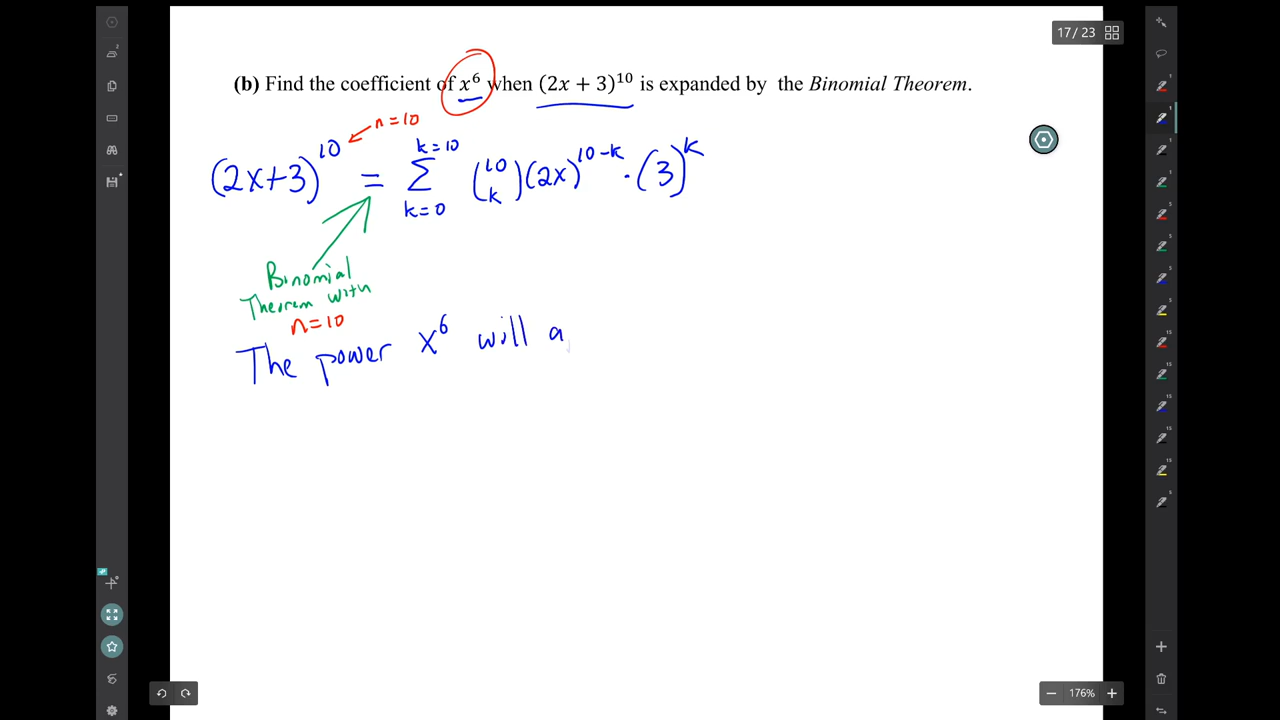 17 / 23
(b) Find the coefficient of x⁶ when (2x + 3)¹⁰ is expanded by the Binomial Theorem.
n=10
(2x+3)¹⁰ = ∑ (10 k) (2x)¹⁰⁻ᵏ · (3)ᵏ
k=10
k=0
Binomial
Theorem with
n=10
The power x⁶ will a
176%